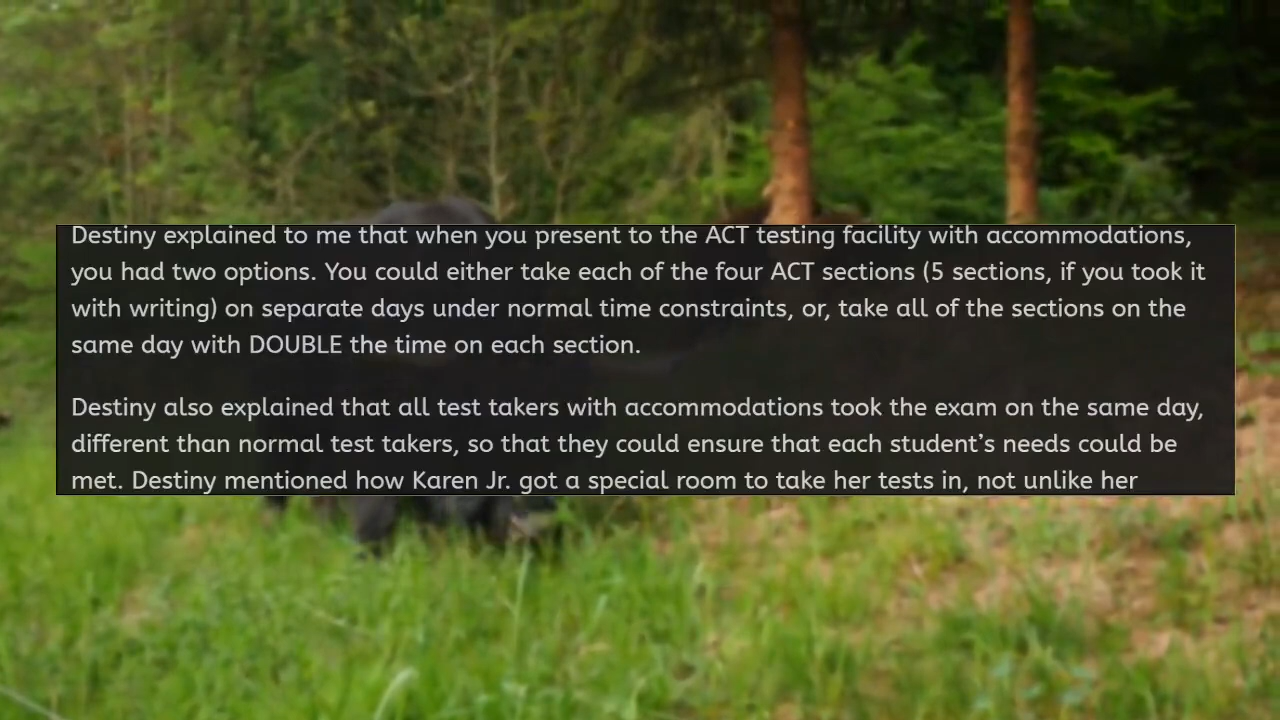 Destiny explained to me that when you present to the ACT testing facility with accommodations,
you had two options. You could either take each of the four ACT sections (5 sections, if you took it
with writing) on separate days under normal time constraints, or, take all of the sections on the
same day with DOUBLE the time on each section.
Destiny also explained that all test takers with accommodations took the exam on the same day,
different than normal test takers, so that they could ensure that each student’s needs could be
met. Destiny mentioned how Karen Jr. got a special room to take her tests in, not unlike her